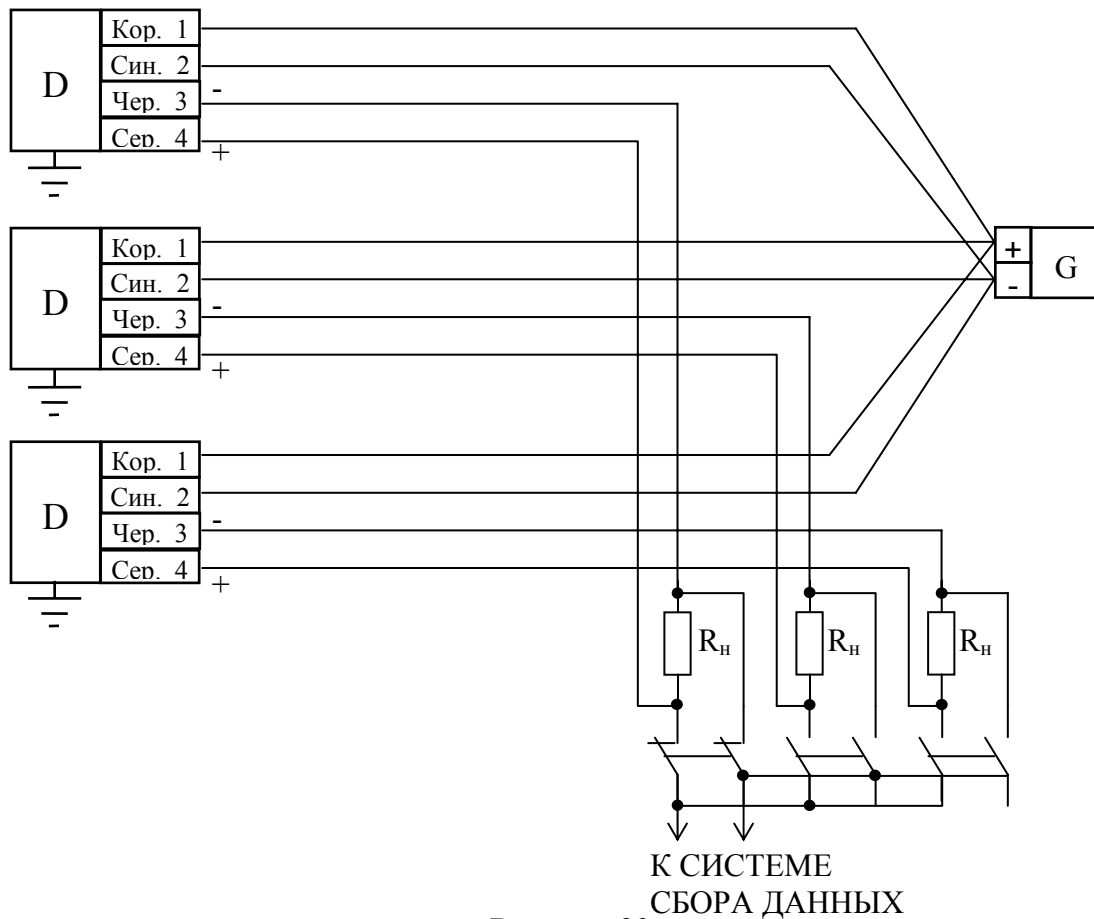 D
Кор. 1
Син. 2
Чер. 3
Сер. 4
-
+
D
Кор. 1
Син. 2
Чер. 3
Сер. 4
-
+
D
Кор. 1
Син. 2
Чер. 3
Сер. 4
-
+
+
-
G
Rн
Rн
Rн
К СИСТЕМЕ
СБОРА ДАННЫХ